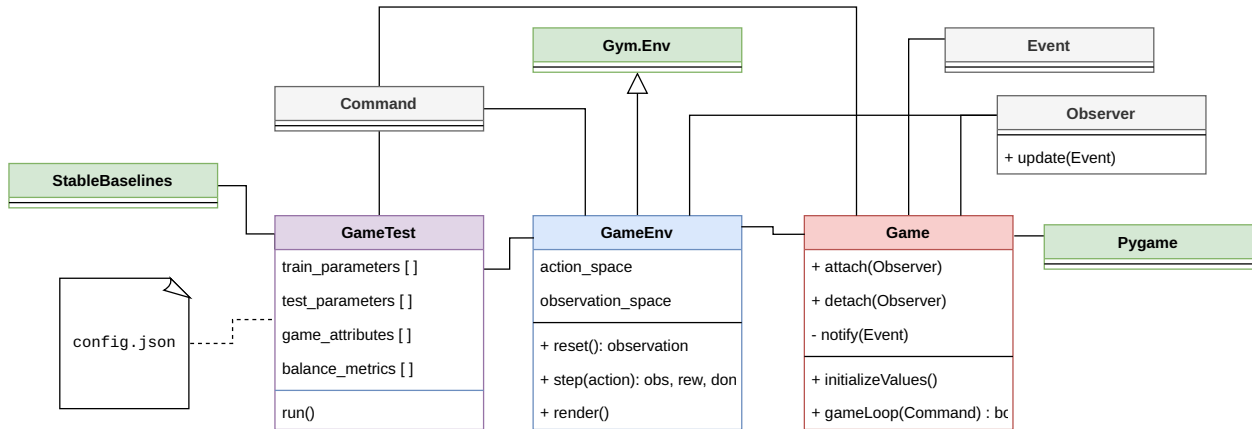 Gym.Env
Event
Command
Observer
+ update(Event)
StableBaselines
GameTest
train_parameters [ ]
test_parameters [ ]
game_attributes [ ]
balance_metrics [ ]
run()
GameEnv
action_space
observation_space
+ reset(): observation
+ step(action): obs, rew, don
+ render()
Game
+ attach(Observer)
+ detach(Observer)
- notify(Event)
+ initializeValues()
+ gameLoop(Command) : bo
Pygame
config.json